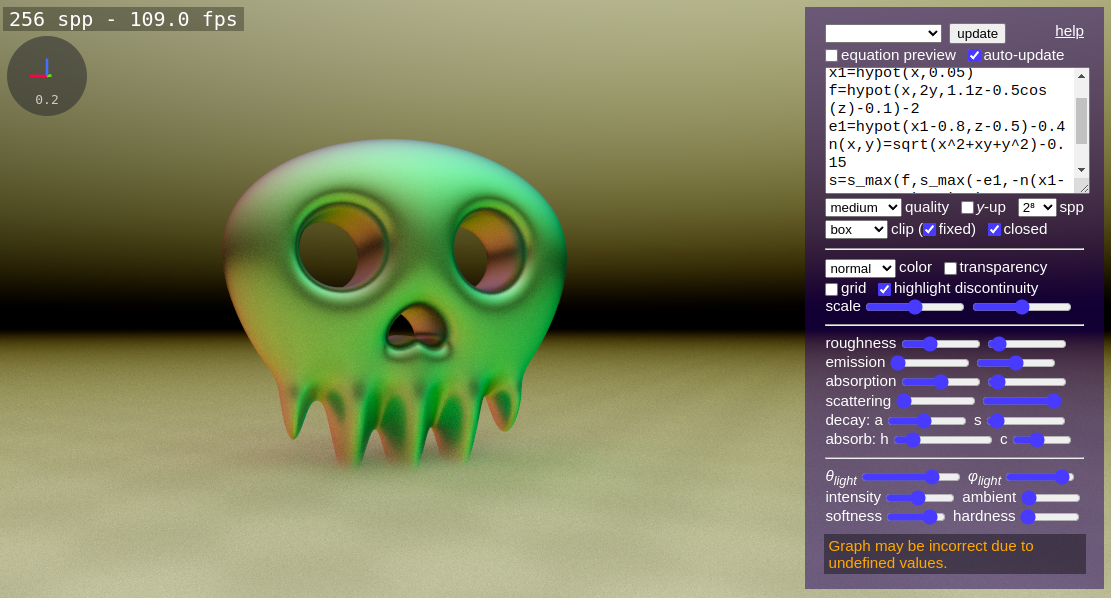 256 spp - 109.0 fps
0.2
update
help
equation preview
auto-update
x1=hypot(x,0.05)
f=hypot(x,2y,1.1z-0.5cos
(z)-0.1)-2
e1=hypot(x1-0.8,z-0.5)-0.4
n(x,y)=sqrt(x^2+xy+y^2)-0.
15
s=s_max(f,s_max(-e1,-n(x1-
medium quality y-up 2⁸ spp
box clip (fixed) closed
normal color transparency
grid highlight discontinuity
scale
roughness
emission
absorption
scattering
decay: a s
absorb: h c
θlight φlight
intensity ambient
softness hardness
Graph may be incorrect due to
undefined values.